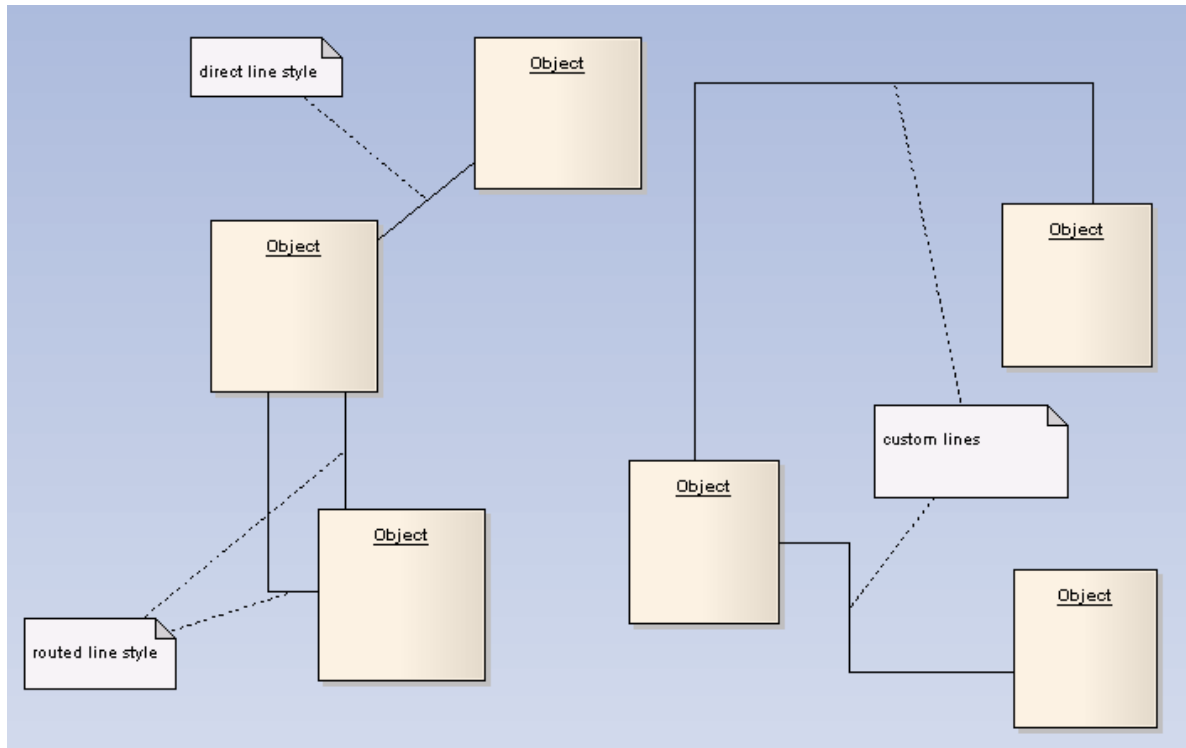 direct line style
Object
Object
Object
routed line style
Object
custom lines
Object
Object